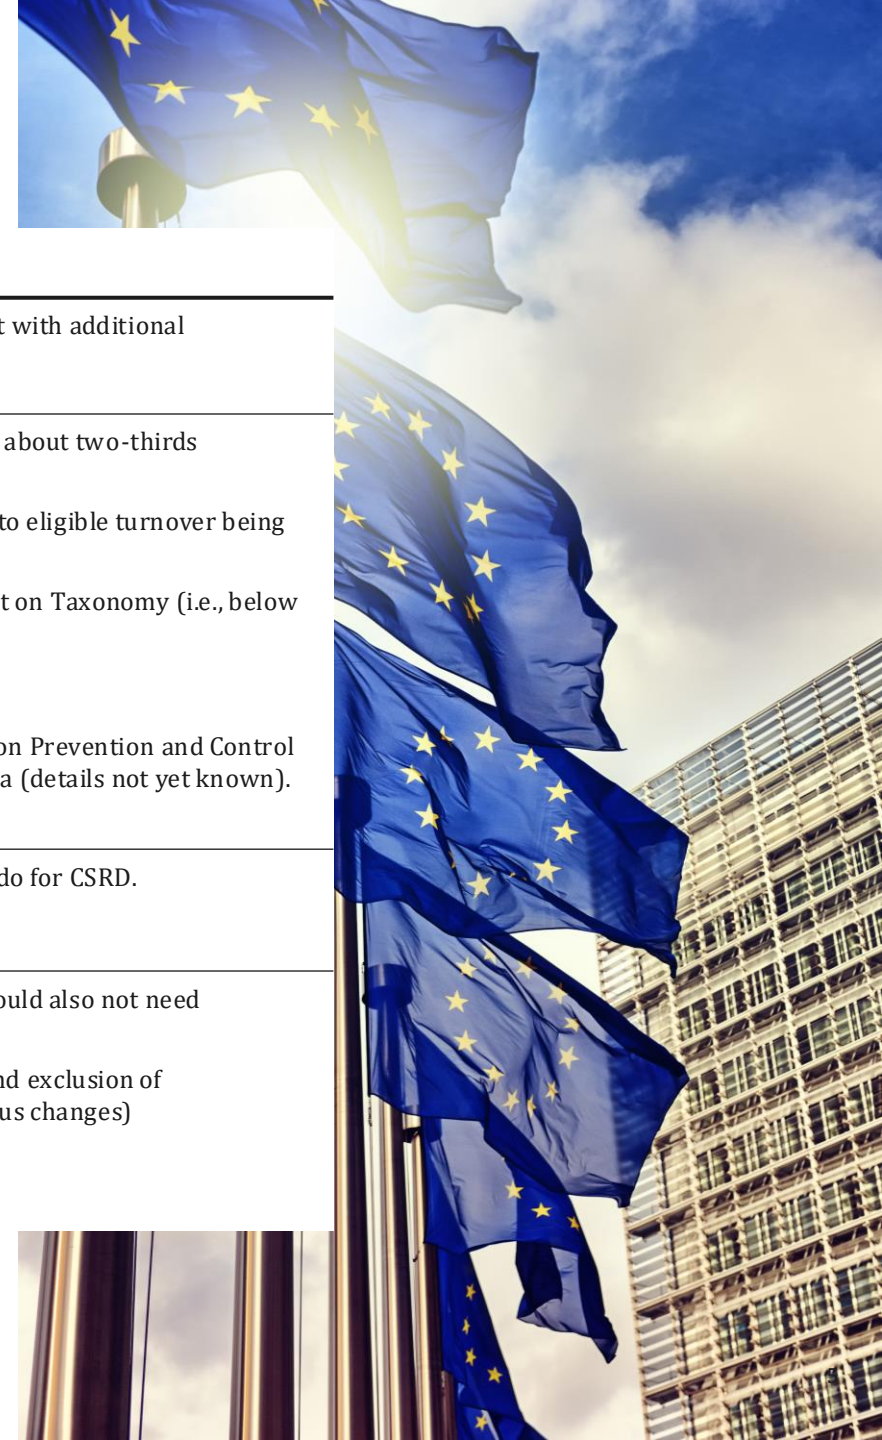 t with additional
about two-thirds
to eligible turnover being
t on Taxonomy (i.e., below
on Prevention and Control
a (details not yet known).
do for CSRD.
ould also not need
nd exclusion of
us changes)
5